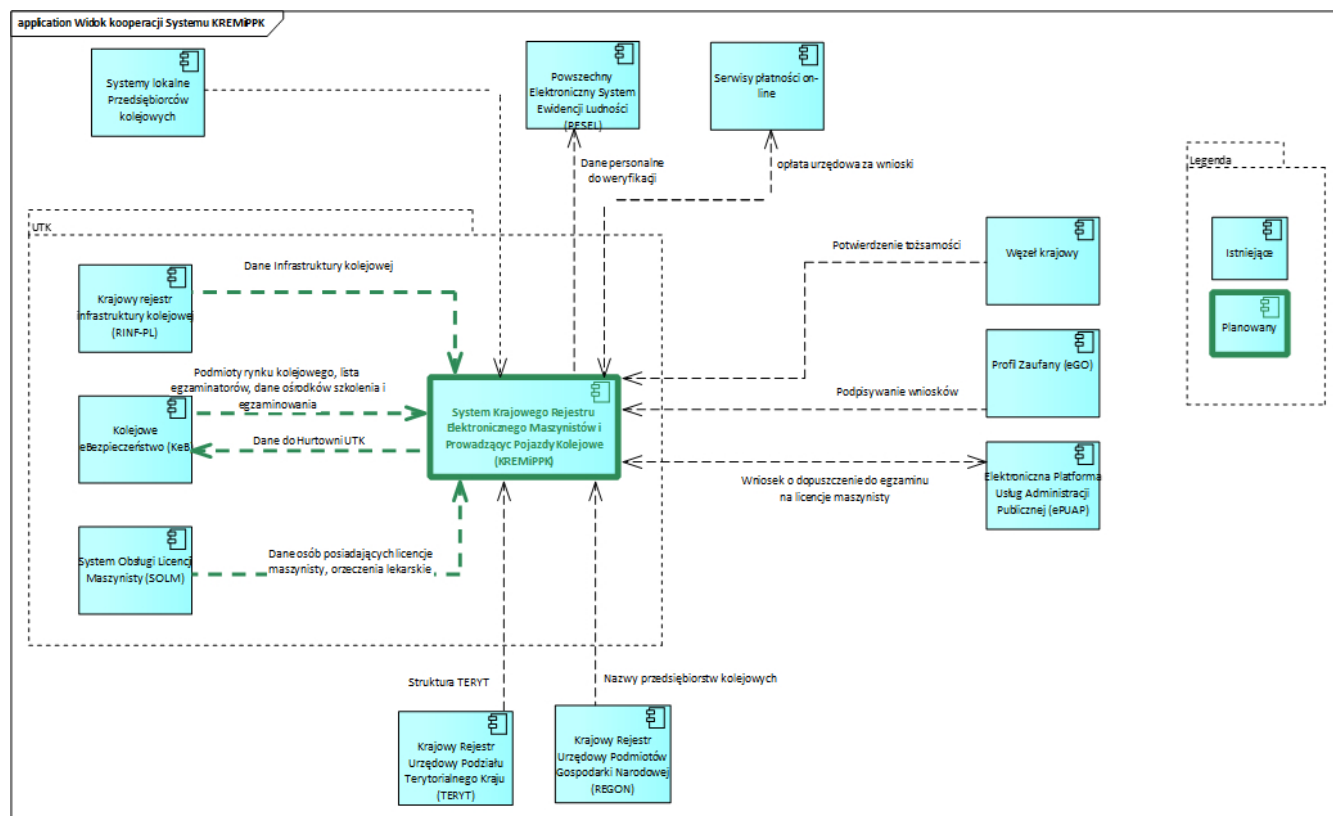 application Widok kooperacji Systemu KREMiPPK
Systemy lokalne
Przedsiębiorców
kolejowych
Powszechny
Elektroniczny System
Ewidencji Ludności
(PESEL)
Serwisy płatności on-
line
Dane personalne
do weryfikacji
opłata urzędowa za wnioski
Legenda
Istniejące
Planowany
UTK
Dane Infrastruktury kolejowej
Krajowy rejestr
infrastruktury kolejowej
(RINF-PL)
Potwierdzenie tożsamości
Węzeł krajowy
Podmioty rynku kolejowego, lista
egzaminatorów, dane ośrodków szkolenia i
egzaminowania
Kolejowe
eBezpieczeństwo (KeB)
Dane do Hurtowni UTK
System Krajowego Rejestru
Elektronicznego Maszynistów i
Prowadzącyc Pojazdy Kolejowe
(KREMiPPK)
Profil Zaufany (eGO)
Podpisywanie wniosków
Wniosek o dopuszczenie do egzaminu
na licencje maszynisty
Elektroniczna Platforma
Usług Administracji
Publicznej (ePUAP)
System Obsługi Licencji
Maszynisty (SOLM)
Dane osób posiadających licencje
maszynisty, orzeczenia lekarskie
Struktura TERYT
Nazwy przedsiębiorstw kolejowych
Krajowy Rejestr
Urzędowy Podziału
Terytorialnego Kraju
(TERYT)
Krajowy Rejestr
Urzędowy Podmiotów
Gospodarki Narodowej
(REGON)